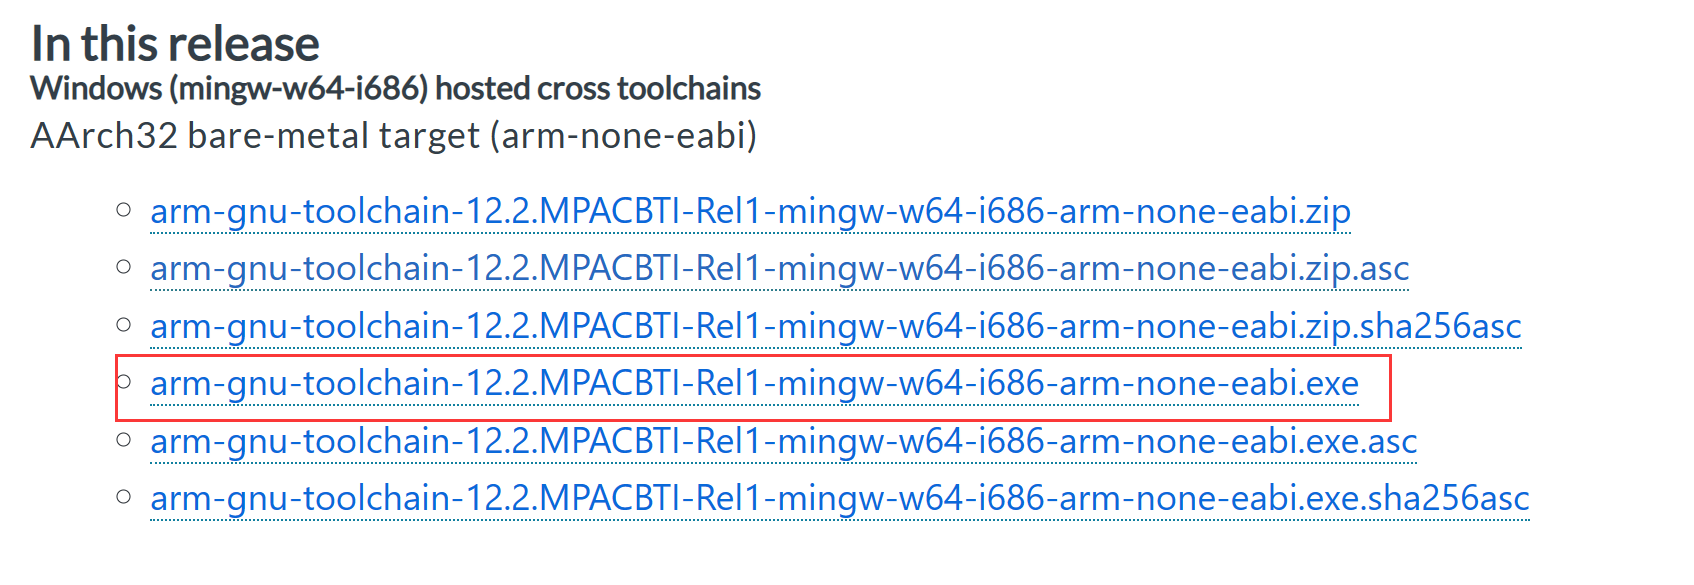 In this release
Windows (mingw-w64-i686) hosted cross toolchains
AArch32 bare-metal target (arm-none-eabi)
arm-gnu-toolchain-12.2.MPACBTI-Rel1-mingw-w64-i686-arm-none-eabi.zip
arm-gnu-toolchain-12.2.MPACBTI-Rel1-mingw-w64-i686-arm-none-eabi.zip.asc
arm-gnu-toolchain-12.2.MPACBTI-Rel1-mingw-w64-i686-arm-none-eabi.zip.sha256asc
arm-gnu-toolchain-12.2.MPACBTI-Rel1-mingw-w64-i686-arm-none-eabi.exe
arm-gnu-toolchain-12.2.MPACBTI-Rel1-mingw-w64-i686-arm-none-eabi.exe.asc
arm-gnu-toolchain-12.2.MPACBTI-Rel1-mingw-w64-i686-arm-none-eabi.exe.sha256asc